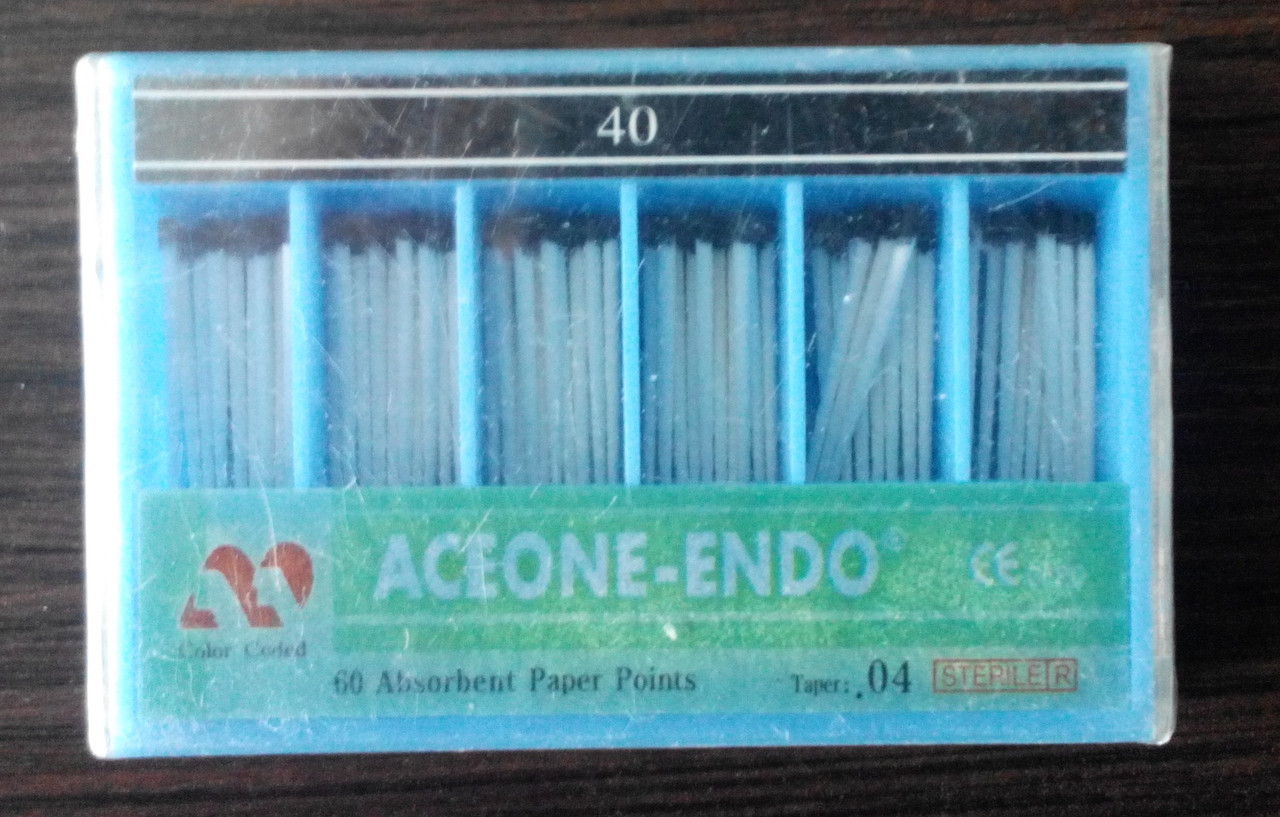 40
ACEONE-ENDO®
CE
Color Coded
60 Absorbent Paper Points
Taper: .04
STERILE R